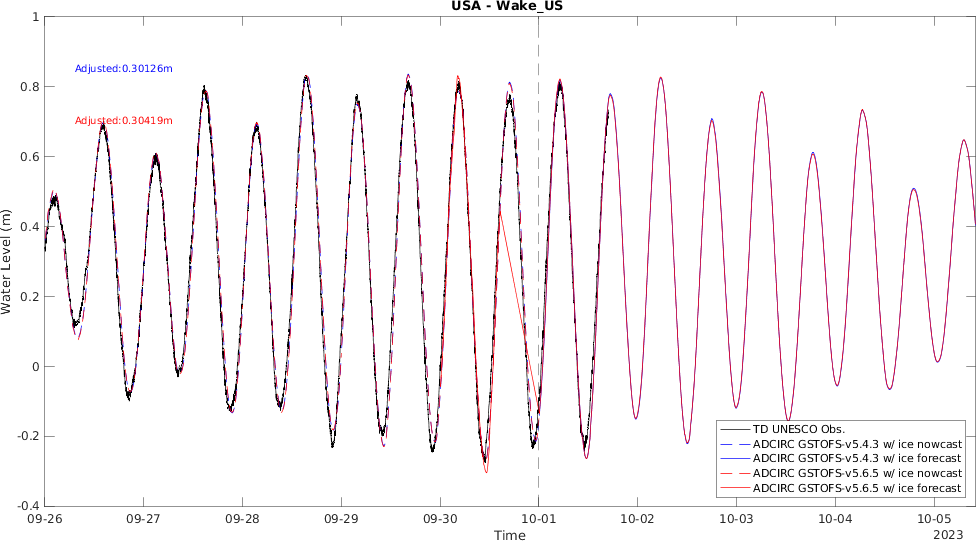 USA - Wake_US
1
0.8
0.6
0.4
0.2
0
-0.2
-0.4
Water Level (m)
Adjusted:0.30126m
Adjusted:0.30419m
TD UNESCO Obs.
ADCIRC GSTOFS-v5.4.3 w/ ice nowcast
ADCIRC GSTOFS-v5.4.3 w/ ice forecast
ADCIRC GSTOFS-v5.6.5 w/ ice nowcast
ADCIRC GSTOFS-v5.6.5 w/ ice forecast
09-26 09-27 09-28 09-29 09-30 10-01 10-02 10-03 10-04 10-05
Time
2023